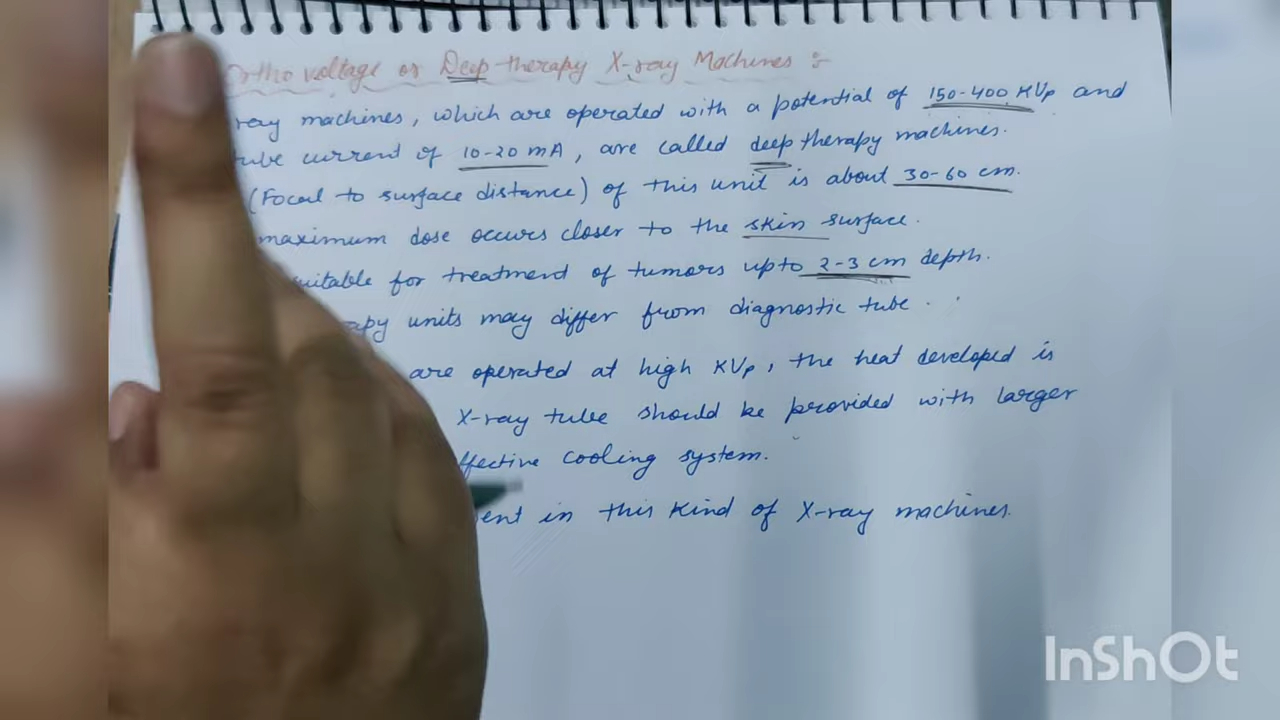 Ortho voltage or Deep therapy X-ray Machines :-
ray machines, which are operated with a potential of 150-400 KVp and
tube current of 10-20 mA, are called deep therapy machines.
(Focal to surface distance) of this unit is about 30-60 cm.
maximum dose occurs closer to the skin surface.
suitable for treatment of tumors upto 2-3 cm depth.
apy units may differ from diagnostic tube.
are operated at high KVp, the heat developed is
X-ray tube should be provided with larger
effective cooling system.
ent in this kind of X-ray machines.
InShOt